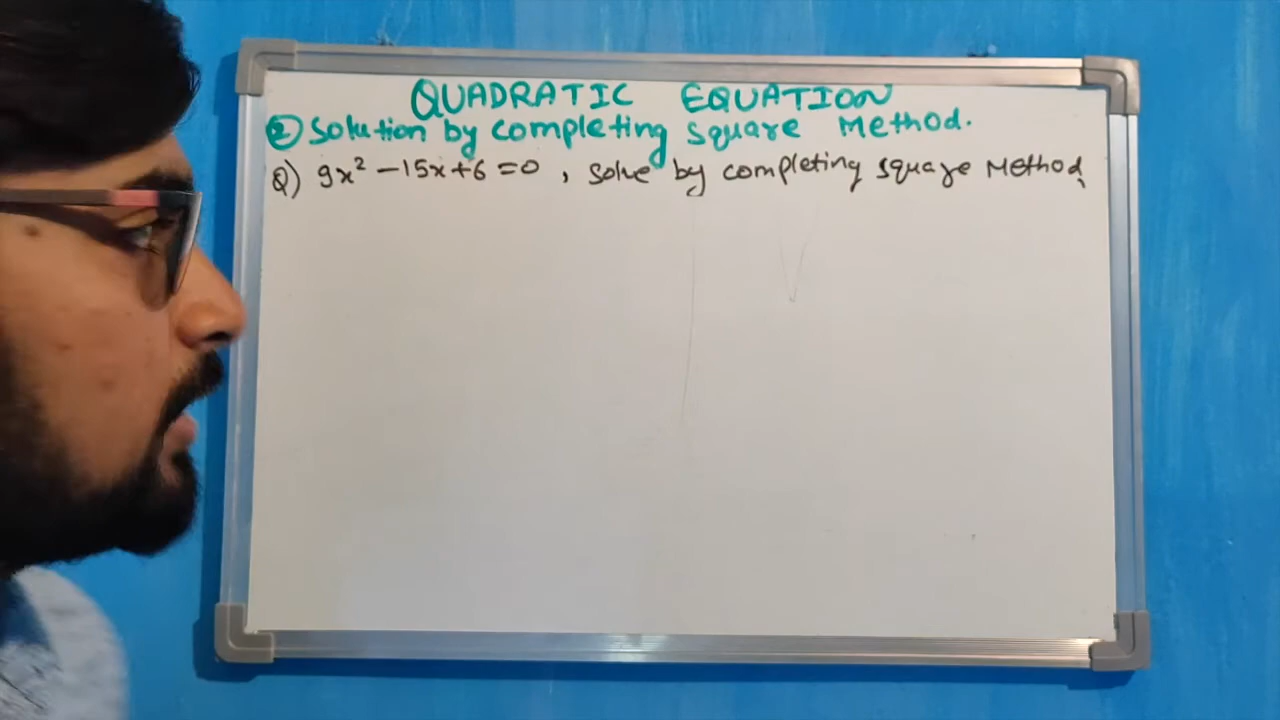 QUADRATIC EQUATION
② Solution by completing square Method.
Q) 9x² -15x+6 =0 , solve by completing square Method,